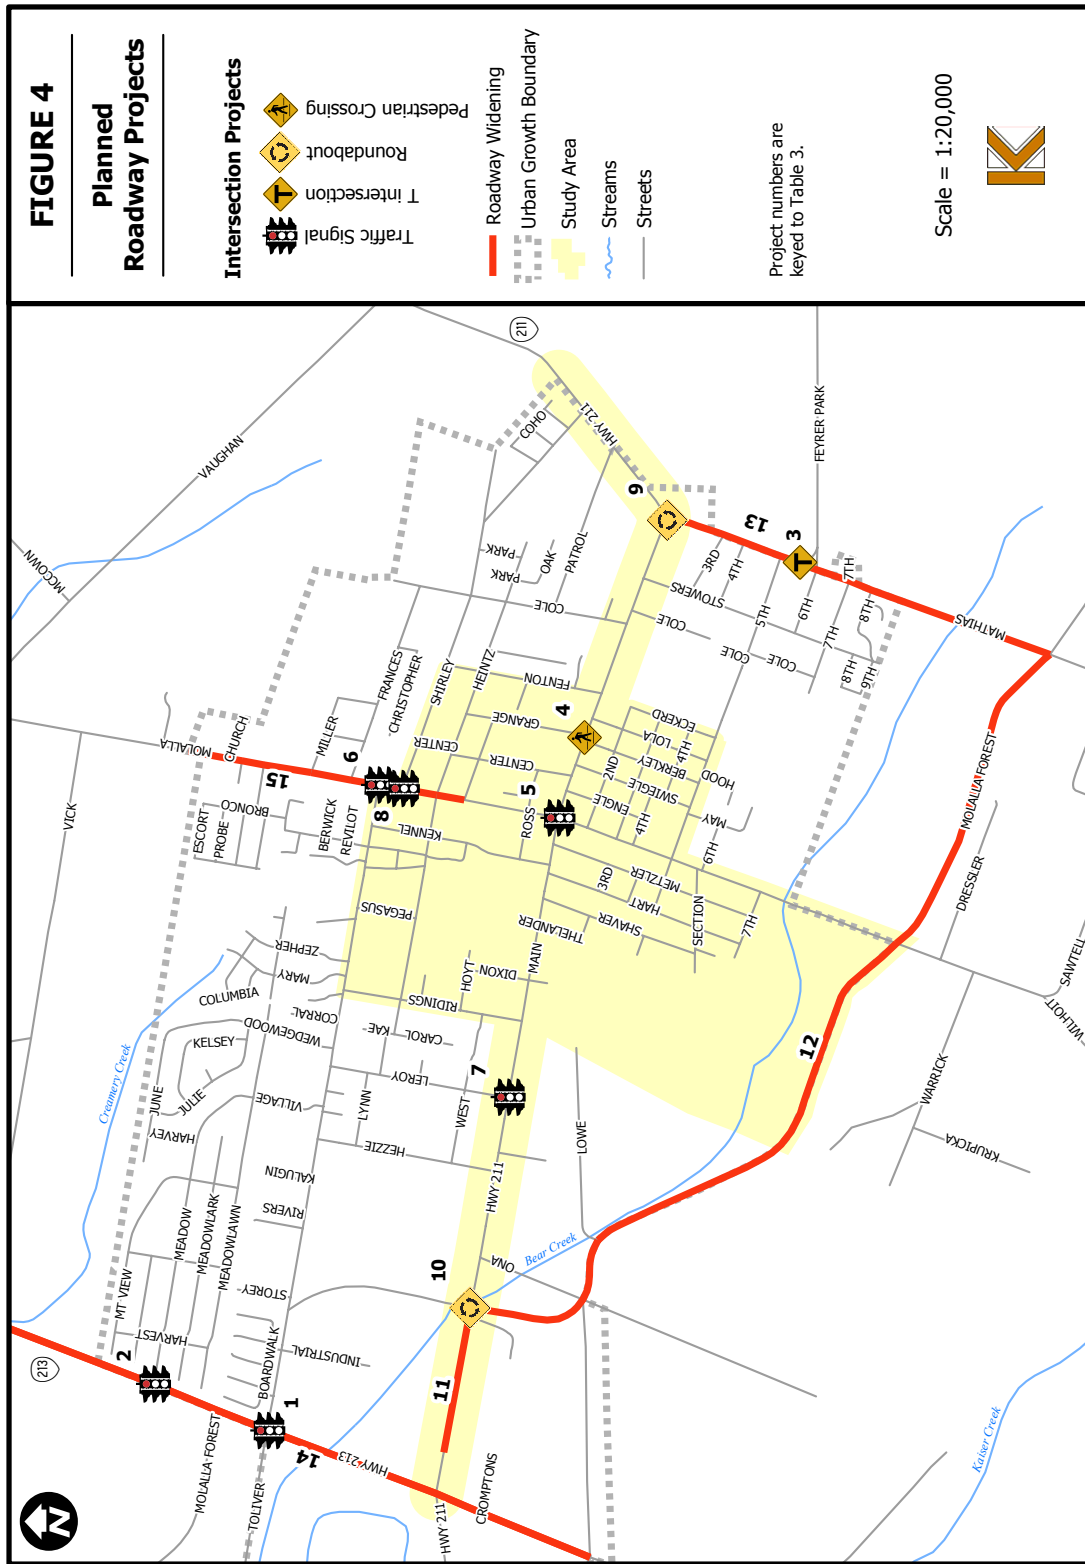 FIGURE 4
Planned
Roadway Projects
Intersection Projects
Traffic Signal
T intersection
Roundabout
Pedestrian Crossing
Roadway Widening
Urban Growth Boundary
Study Area
Streams
Streets
Project numbers are
keyed to Table 3.
Scale = 1:20,000
N
213
MOLALLA FOREST
TOLIVER
HWY 213
14
1
2
BOARDWALK
HARVEST
MT VIEW
INDUSTRIAL
STOREY
MEADOW
MEADOWLARK
MEADOWLAWN
RIVERS
KALUGIN
HARVEY
JUNE
JULIE
KELSEY
VILLAGE
WEDGEWOOD
CORRAL
COLUMBIA
MARY
ZEPHER
Creamery Creek
VICK
HEZZIE
LYNN
LEROY
WEST
CAROL
KAE
RIDINGS
HOYT
DIXON
PEGASUS
ESCORT
PROBE
BRONCO
BERWICK
REVILOT
KENNEL
MOLALLA
CHURCH
15
MILLER
6
8
FRANCES
CHRISTOPHER
SHIRLEY
HEINTZ
CENTER
CENTER
GRANGE
FENTON
ROSS
5
4
MCCOWN
VAUGHAN
COLE
PARK
PARK
OAK
PATROL
COHO
HWY 211
211
9
13
3
FEYRER PARK
3RD
4TH
STOWERS
5TH
6TH
7TH
7TH
8TH
8TH
9TH
COLE
COLE
COLE
MATHIAS
2ND
ECKERD
LOLA
4TH
BERKLEY
SWIEGLE
ENGLE
4TH
HOOD
MAY
6TH
METZLER
3RD
HART
SHAVER
THELANDER
SECTION
7TH
MAIN
7
HWY 211
LOWE
10
ONA
Bear Creek
11
HWY 211
CROMPTONS
12
MOLALLA FOREST
DRESSLER
SAWTELL
WILHOIT
WARRICK
KRUPICKA
Kaiser Creek